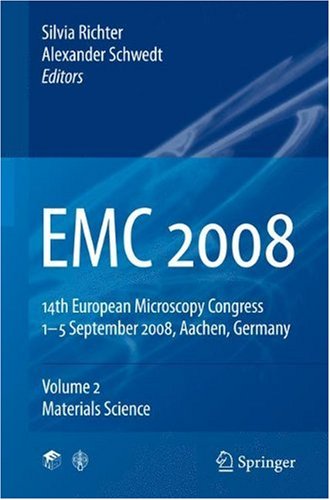 Silvia Richter
Alexander Schwedt
Editors
EMC 2008
14th European Microscopy Congress
1–5 September 2008, Aachen, Germany
Volume 2
Materials Science
Springer